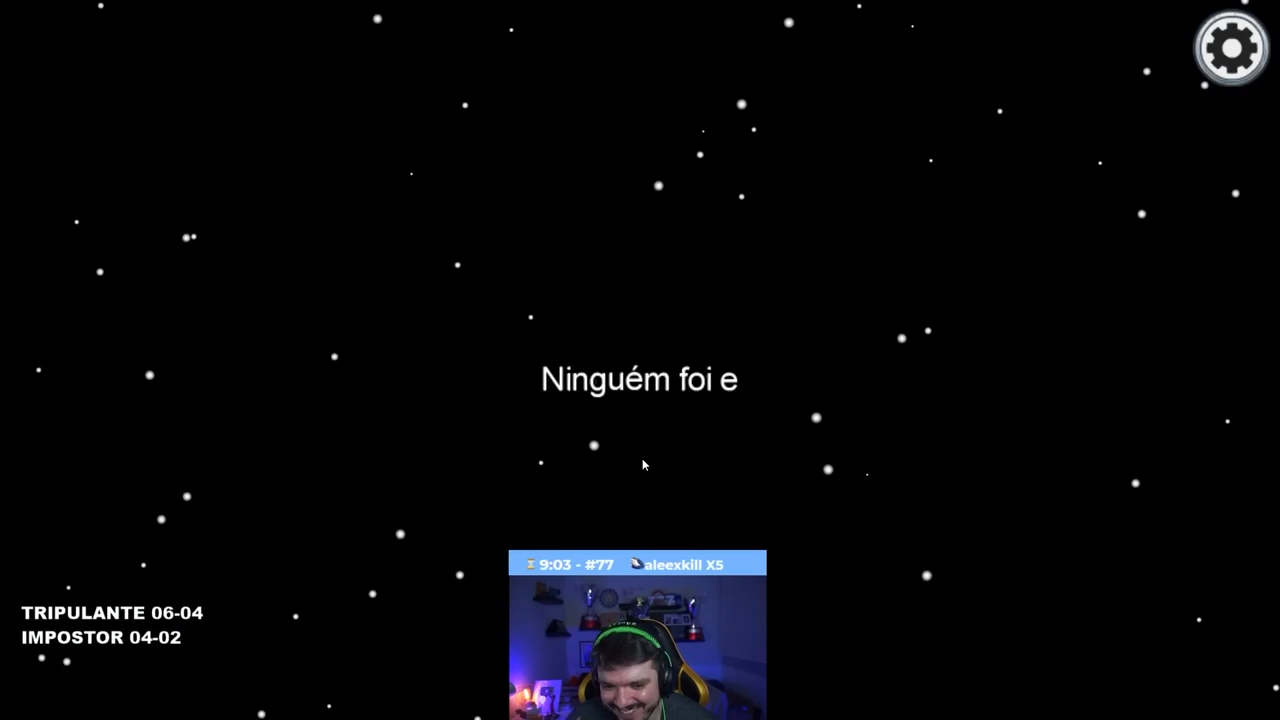 Ninguém foi e
9:03 - #77 aleexkill X5
TRIPULANTE 06-04
IMPOSTOR 04-02